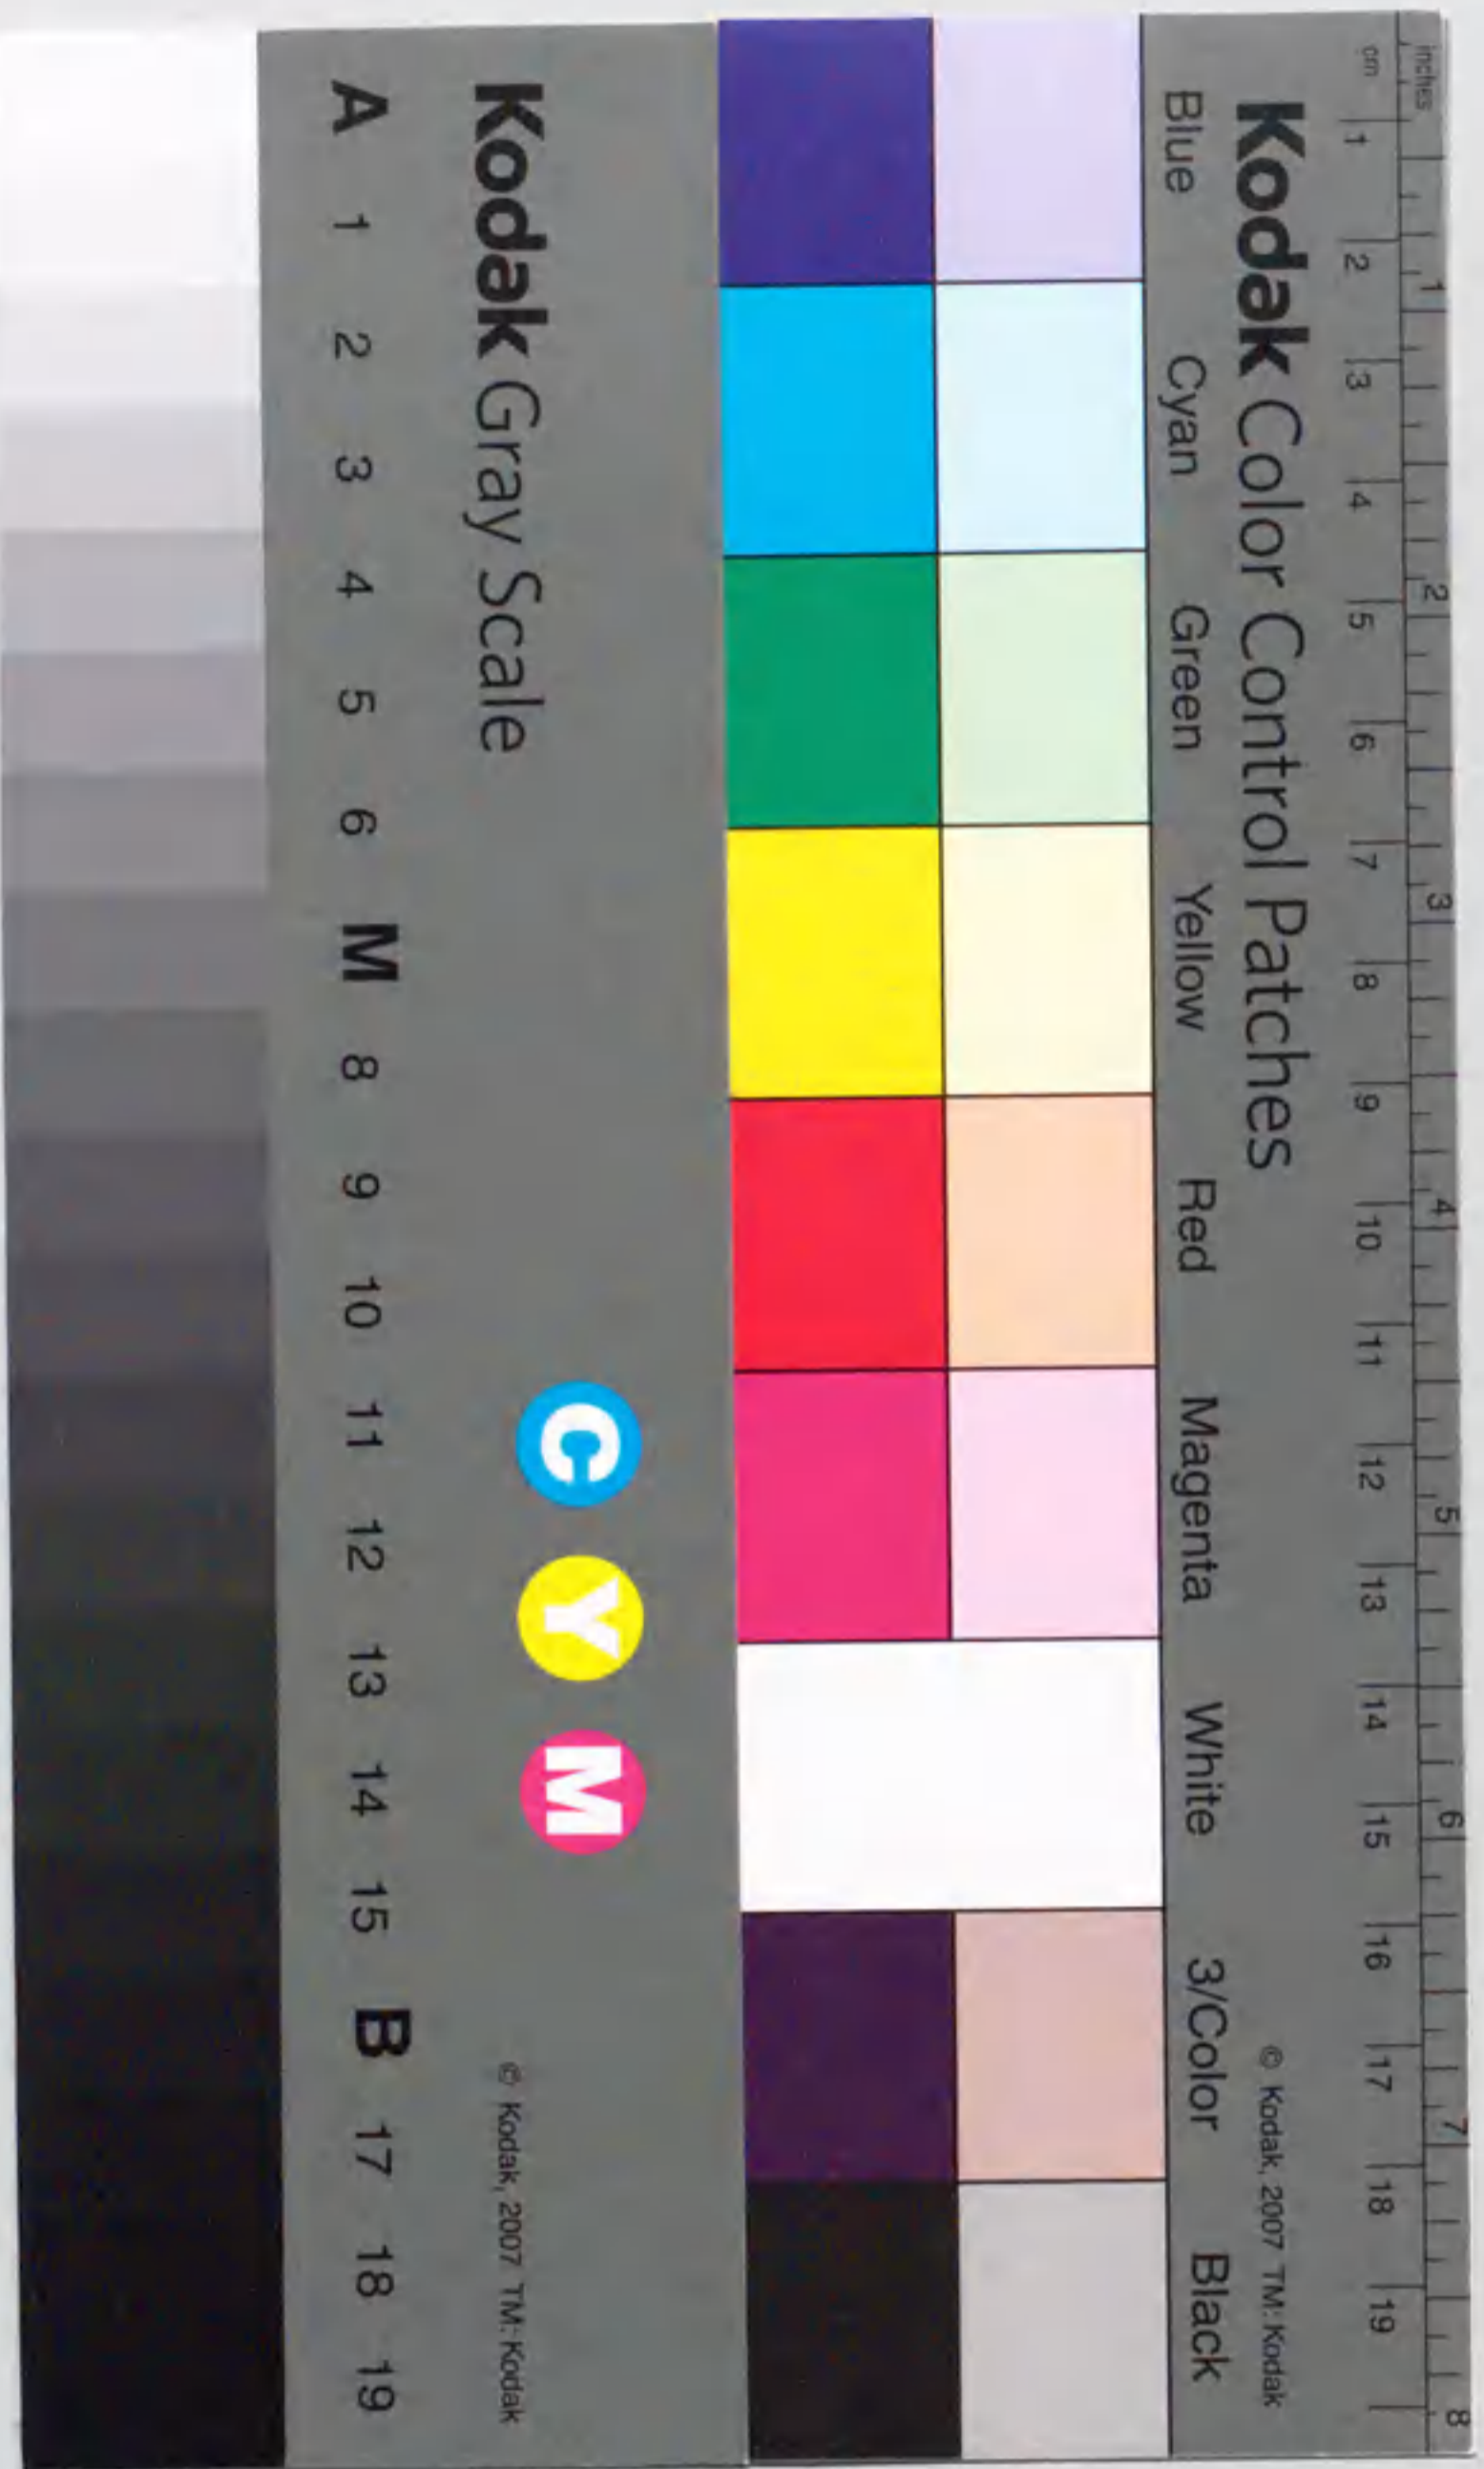 inches 1 2 3 4 5 6 7 8
cm 1 2 3 4 5 6 7 8 9 10 11 12 13 14 15 16 17 18 19
Kodak Color Control Patches
© Kodak, 2007 TM: Kodak
Blue Cyan Green Yellow Red Magenta White 3/Color Black
C Y M
Kodak Gray Scale
© Kodak, 2007 TM: Kodak
A 1 2 3 4 5 6 M 8 9 10 11 12 13 14 15 B 17 18 19